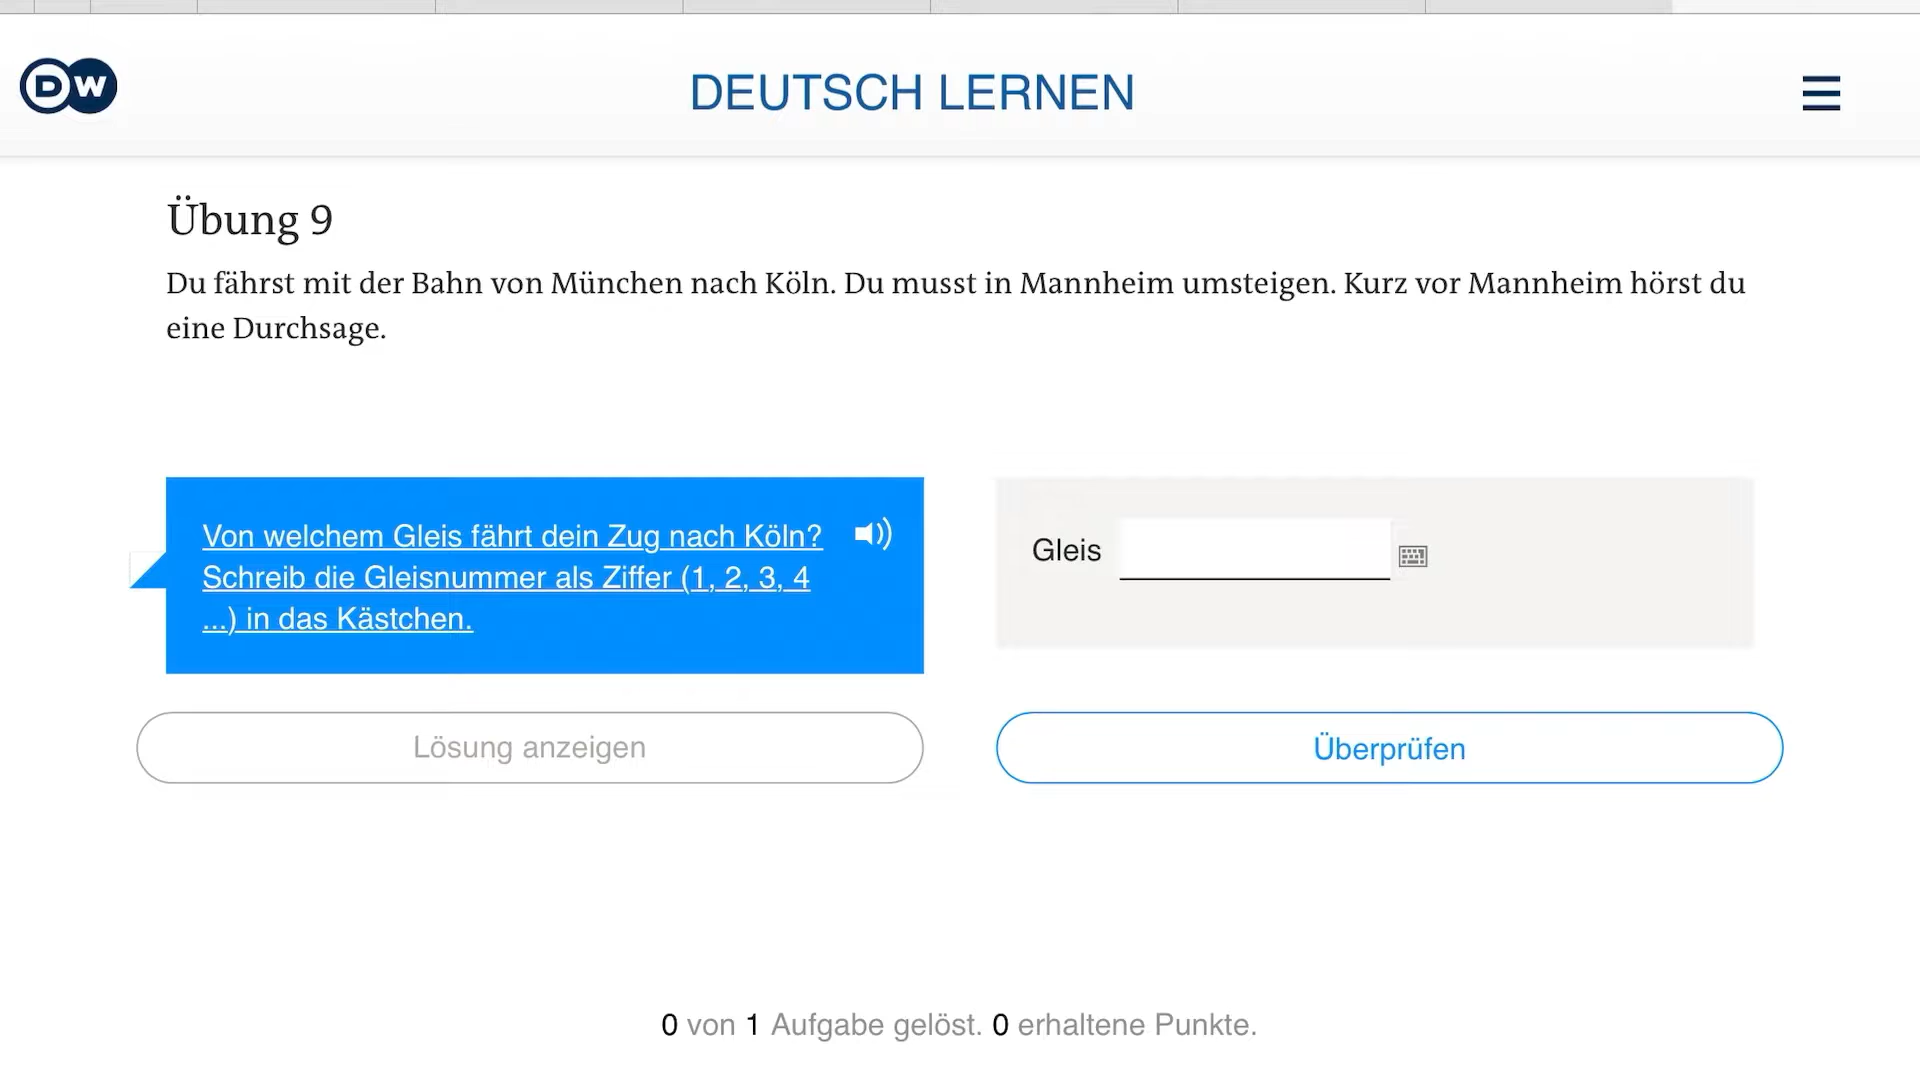 DW
DEUTSCH LERNEN
Übung 9
Du fährst mit der Bahn von München nach Köln. Du musst in Mannheim umsteigen. Kurz vor Mannheim hörst du
eine Durchsage.
Von welchem Gleis fährt dein Zug nach Köln?
Schreib die Gleisnummer als Ziffer (1, 2, 3, 4
...) in das Kästchen.
Gleis
Lösung anzeigen
Überprüfen
0 von 1 Aufgabe gelöst. 0 erhaltene Punkte.